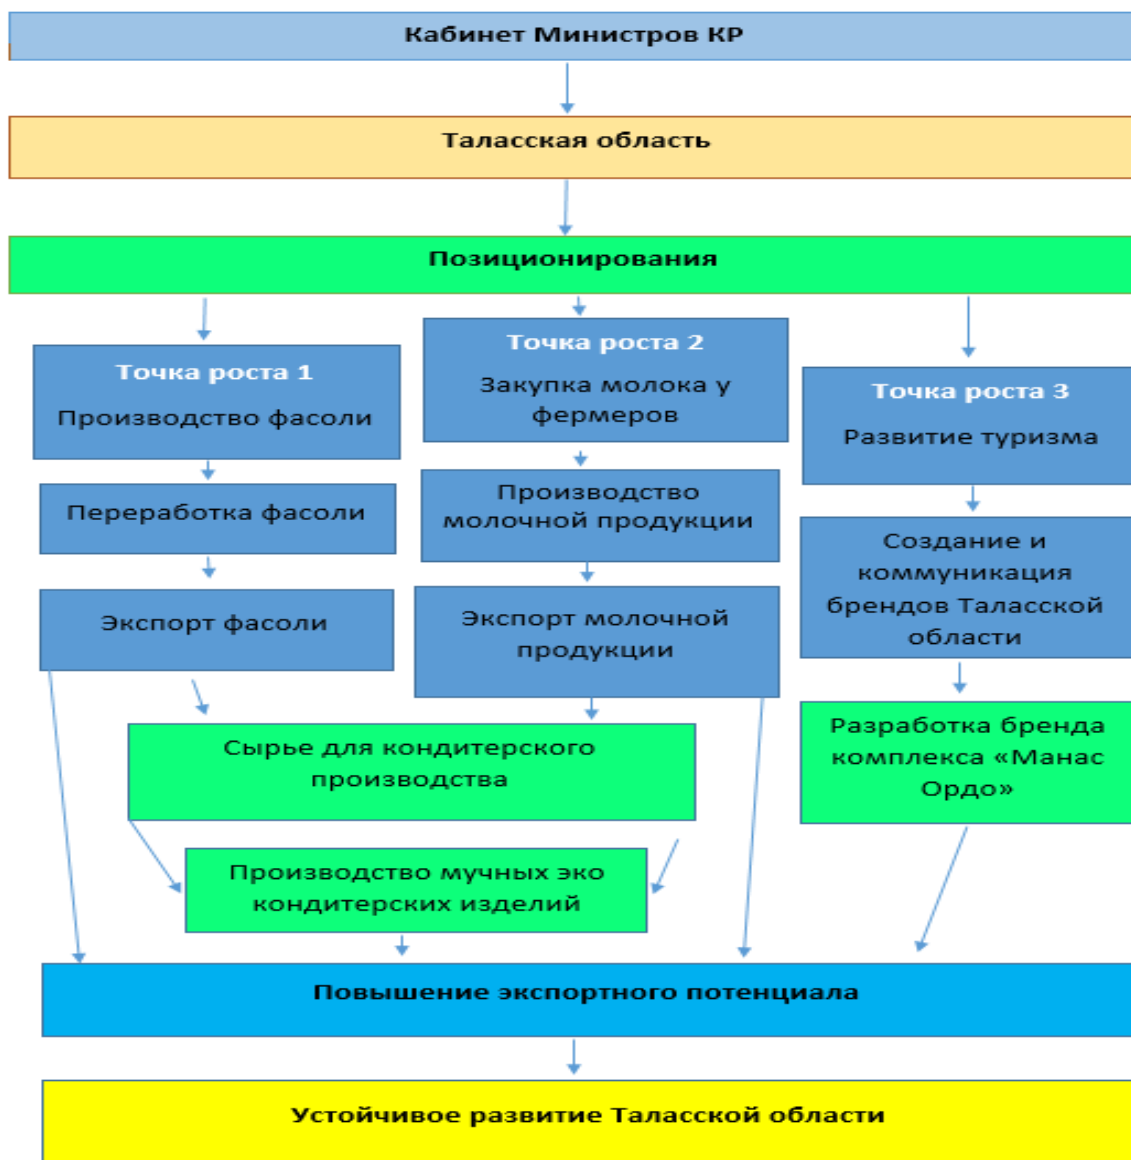 Кабинет Министров КР
Таласская область
Позиционирования
Точка роста 1
Производство фасоли
Переработка фасоли
Экспорт фасоли
Точка роста 2
Закупка молока у
фермеров
Производство
молочной продукции
Экспорт молочной
продукции
Точка роста 3
Развитие туризма
Создание и
коммуникация
брендов Таласской
области
Разработка бренда
комплекса «Манас
Ордо»
Сырье для кондитерского
производства
Производство мучных эко
кондитерских изделий
Повышение экспортного потенциала
Устойчивое развитие Таласской области